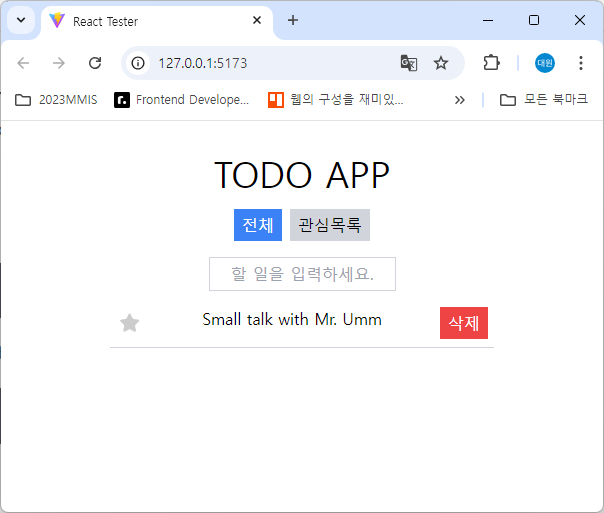 React Tester
127.0.0.1:5173
대원
2023MMIS
Frontend Develope...
웹의 구성을 재미있...
모든 북마크
TODO APP
전체 관심목록
할 일을 입력하세요.
Small talk with Mr. Umm 삭제